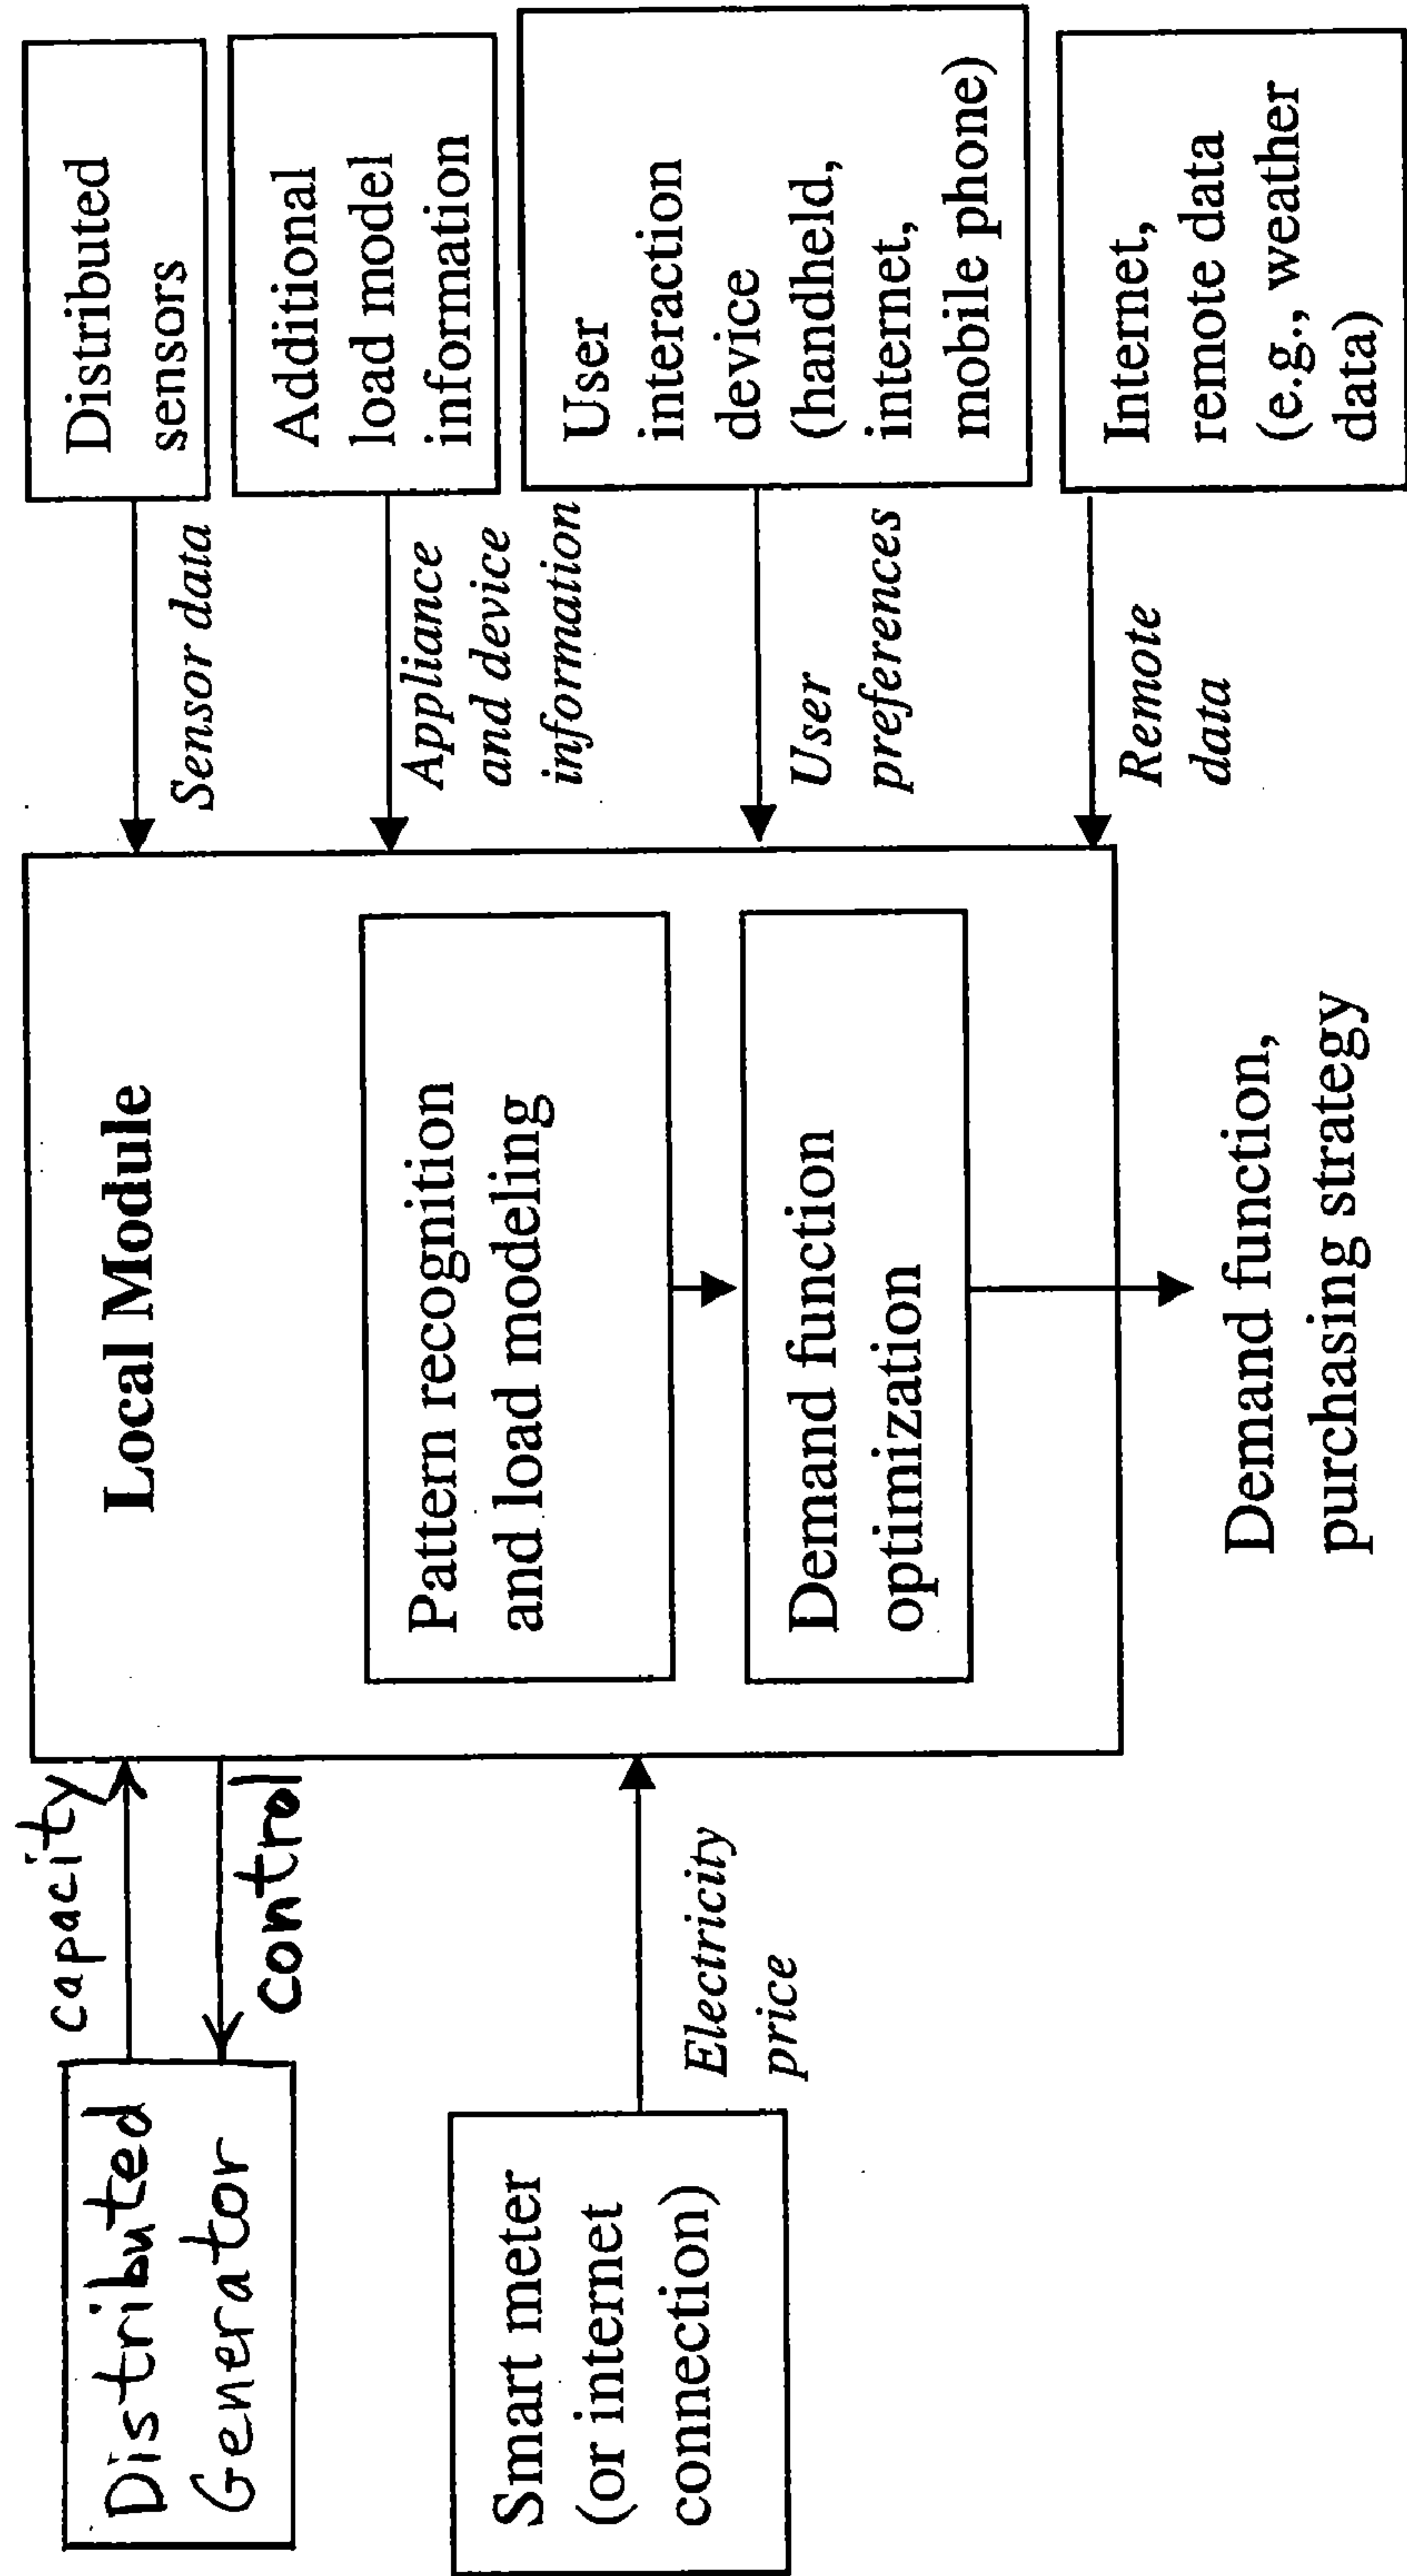 Distributed
Generator
capacity
control
Smart meter
(or internet
connection)
Electricity
price
Local Module
Pattern recognition
and load modeling
Demand function
optimization
Demand function,
purchasing strategy
Sensor data
Appliance
and device
information
User
preferences
Remote
data
Distributed
sensors
Additional
load model
information
User
interaction
device
(handheld,
internet,
mobile phone)
Internet,
remote data
(e.g., weather
data)